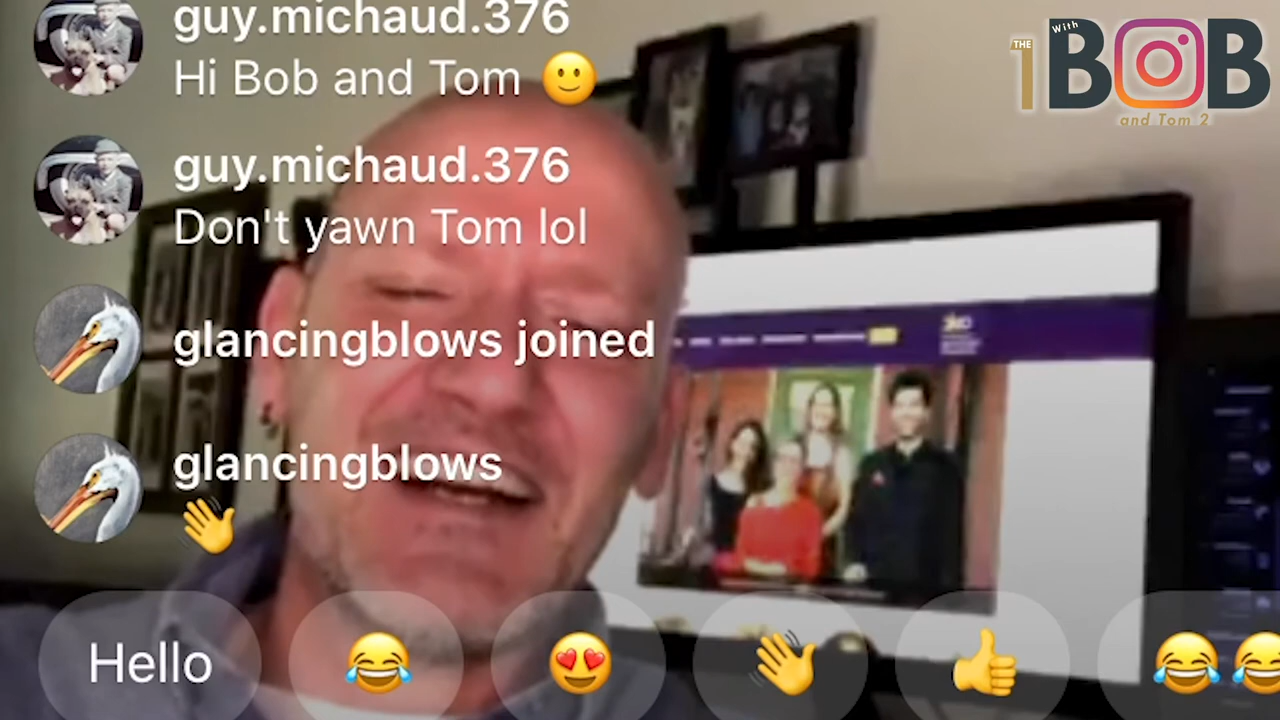 guy.michaud.376
Hi Bob and Tom 🙂
guy.michaud.376
Don't yawn Tom lol
glancingblows joined
glancingblows
👋
Hello 😂 😍 👋 👍 😂 😂
THE 1 With BOB
and Tom 2